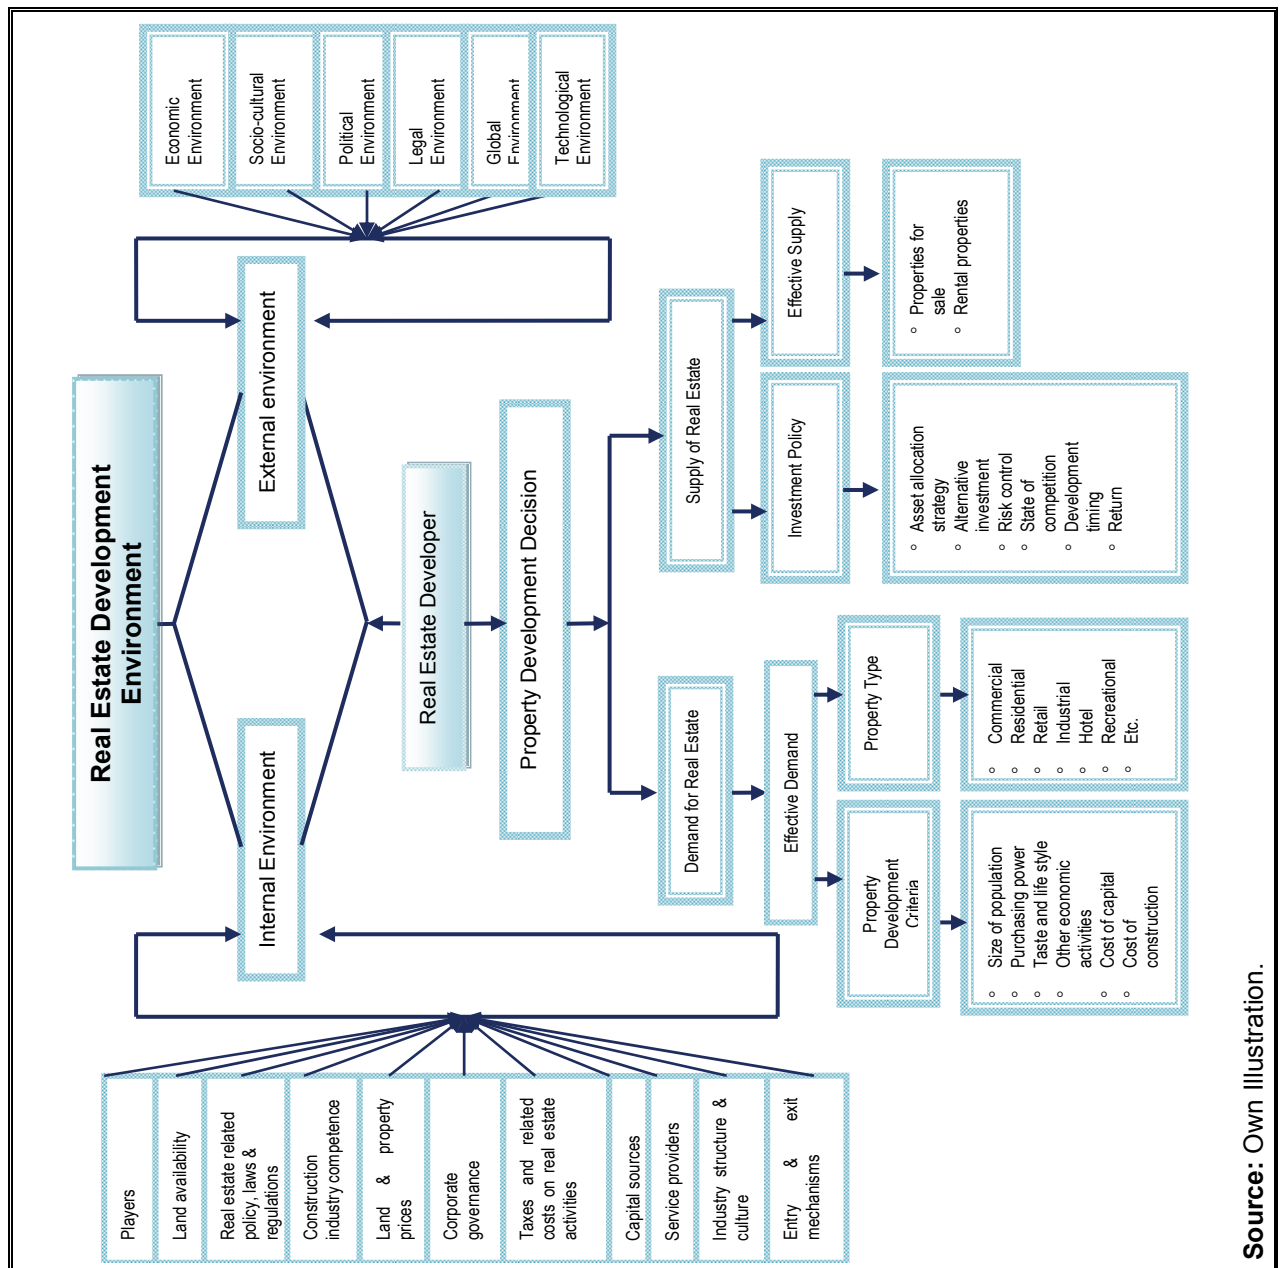 Real Estate Development
Environment
Internal Environment
External environment
Players
Land availability
Real estate related
policy, laws &
regulations
Construction
industry competence
Land & property
prices
Corporate
governance
Taxes and related
costs on real estate
activities
Capital sources
Service providers
Industry structure &
culture
Entry & exit
mechanisms
Economic
Environment
Socio-cultural
Environment
Political
Environment
Legal
Environment
Global
Environment
Technological
Environment
Real Estate Developer
Property Development Decision
Demand for Real Estate
Supply of Real Estate
Effective Demand
Investment Policy
Effective Supply
Property
Development
Criteria
Property Type
° Size of population
° Purchasing power
° Taste and life style
° Other economic
activities
° Cost of capital
° Cost of
construction
° Commercial
° Residential
° Retail
° Industrial
° Hotel
° Recreational
° Etc.
° Asset allocation
strategy
° Alternative
investment
° Risk control
° State of
competition
° Development
timing
° Return
° Properties for
sale
° Rental properties
Source: Own Illustration.